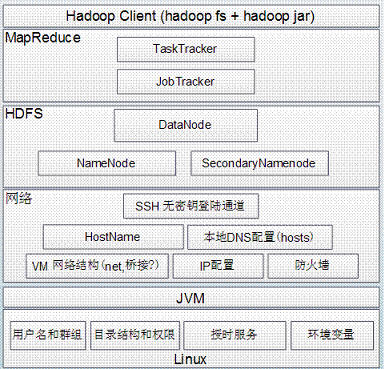 Hadoop Client (hadoop fs + hadoop jar)
MapReduce
TaskTracker
JobTracker
HDFS
DataNode
NameNode
SecondaryNamenode
网络
SSH 无密钥登陆通道
HostName
本地DNS配置(hosts)
VM 网络结构(net,桥接?)
IP配置
防火墙
JVM
用户名和群组
目录结构和权限
授时服务
环境变量
Linux